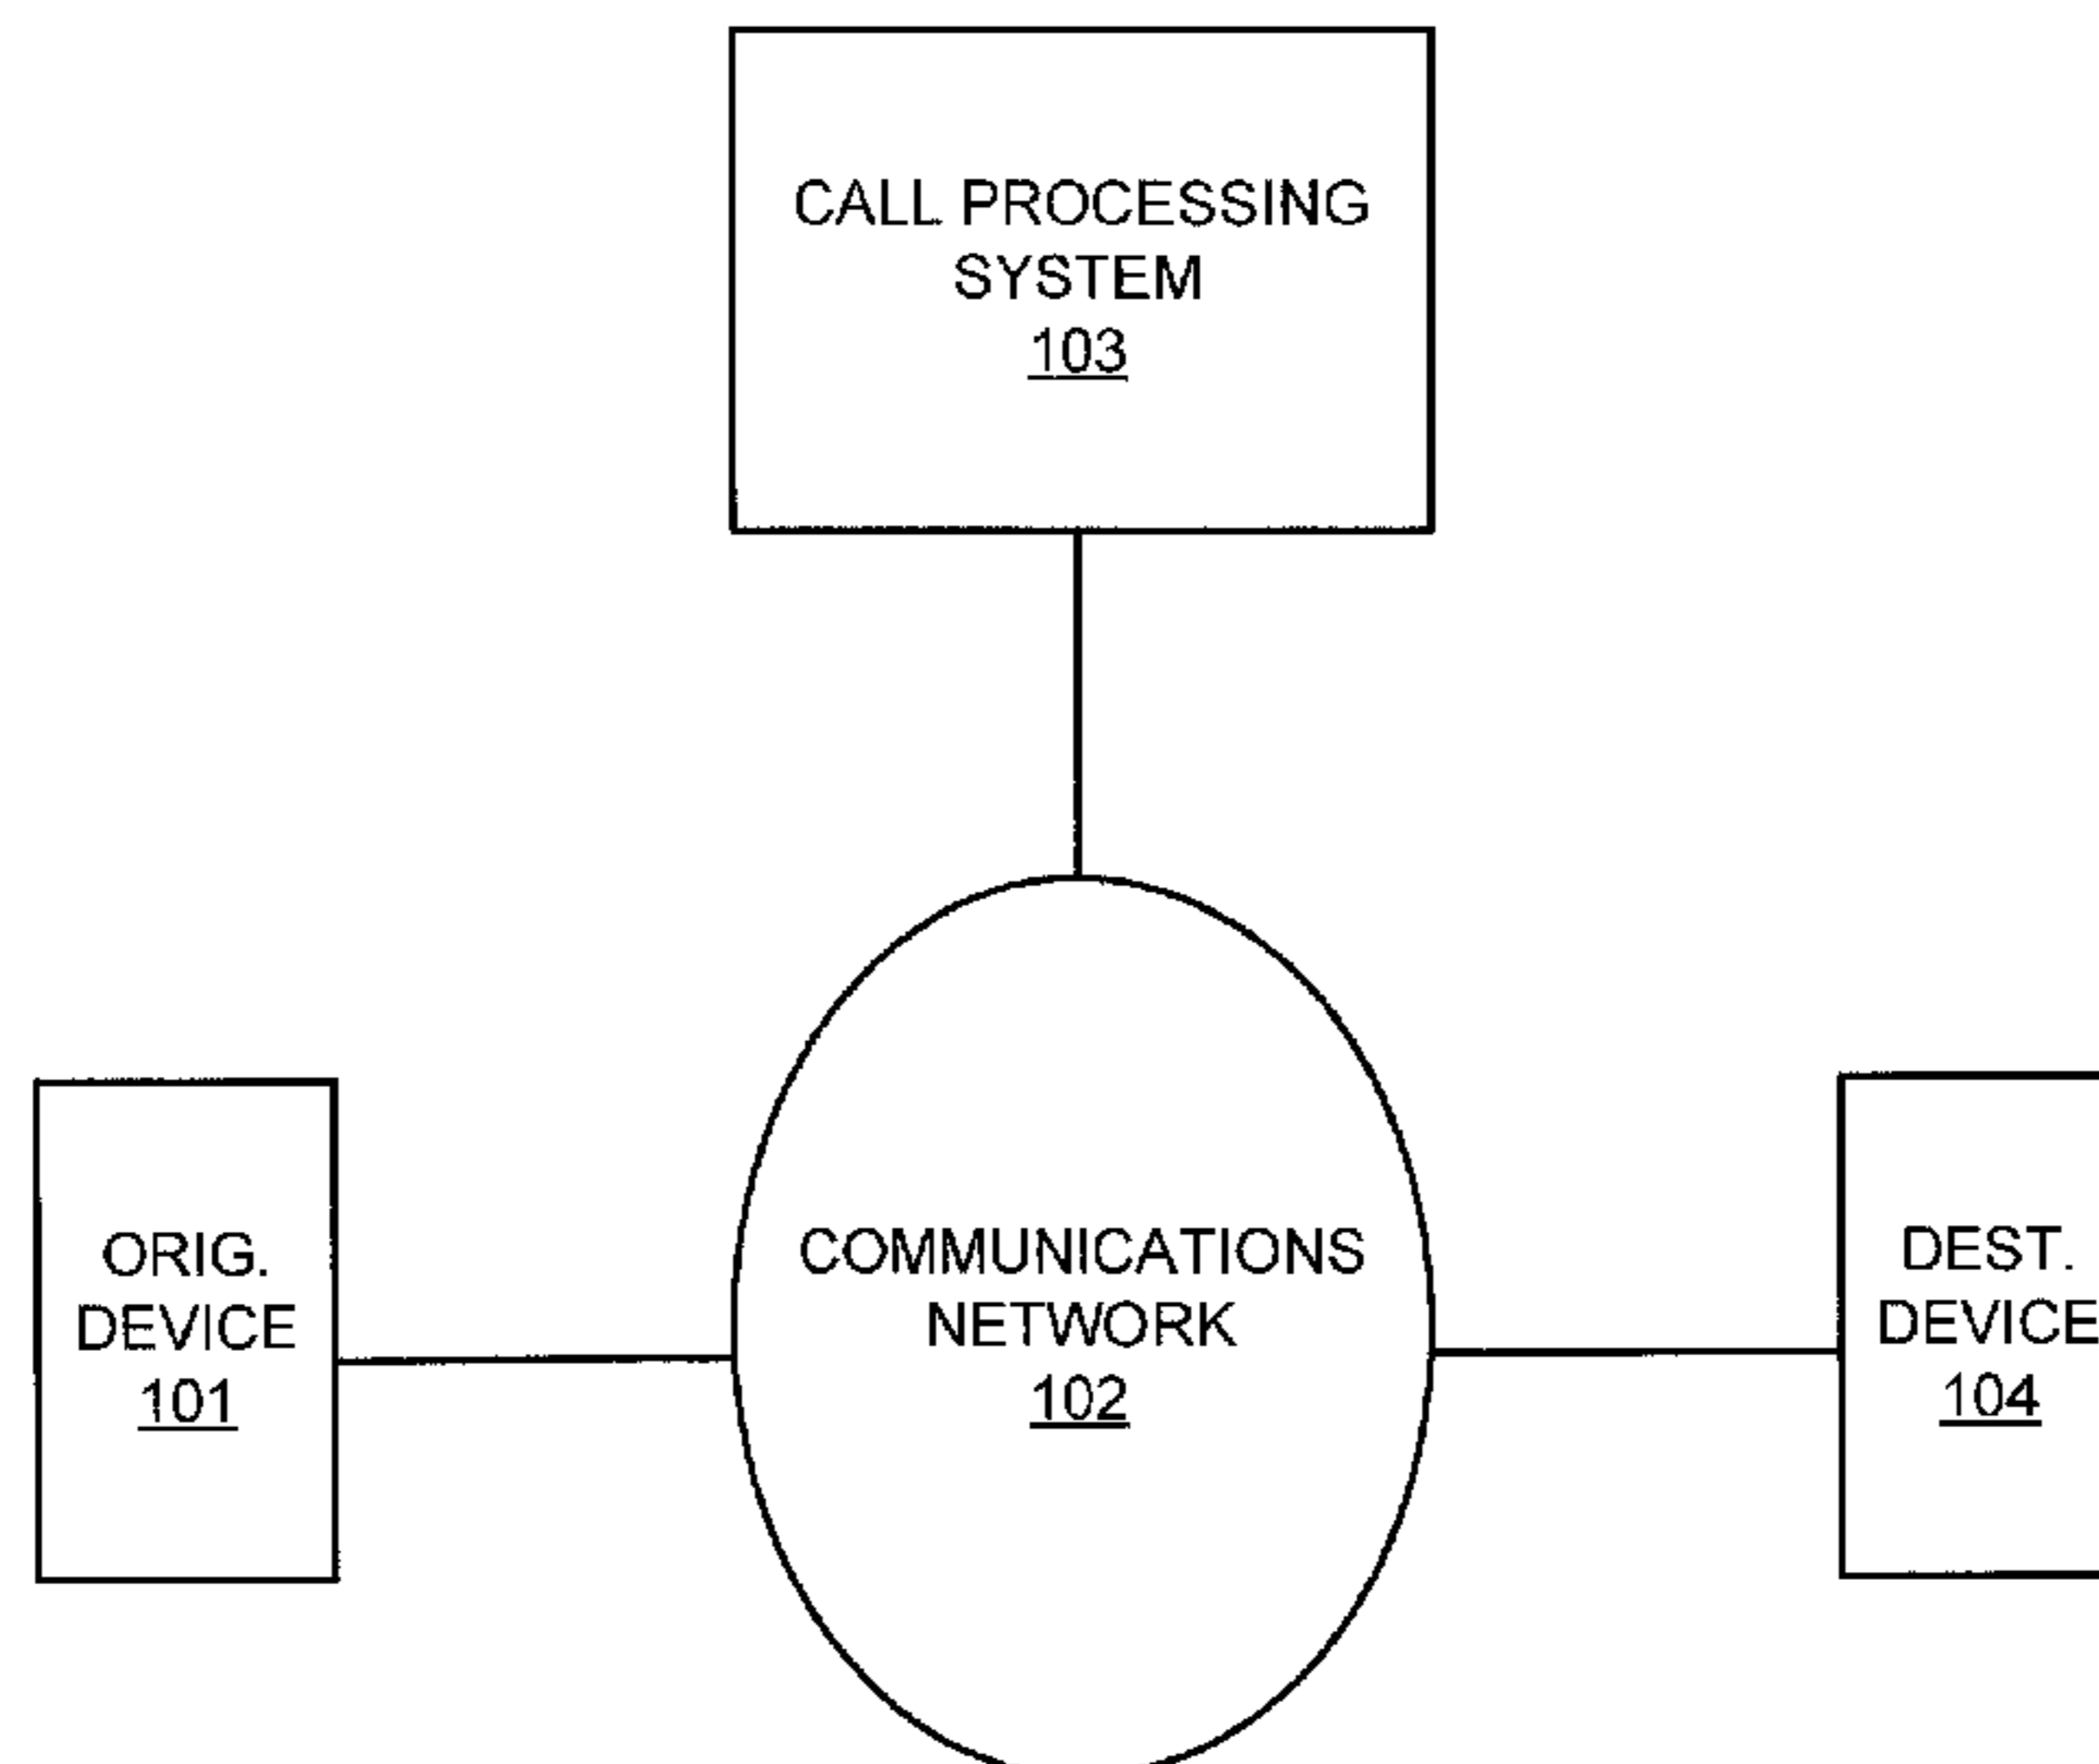 CALL PROCESSING
SYSTEM
103
ORIG.
DEVICE
101
COMMUNICATIONS
NETWORK
102
DEST.
DEVICE
104